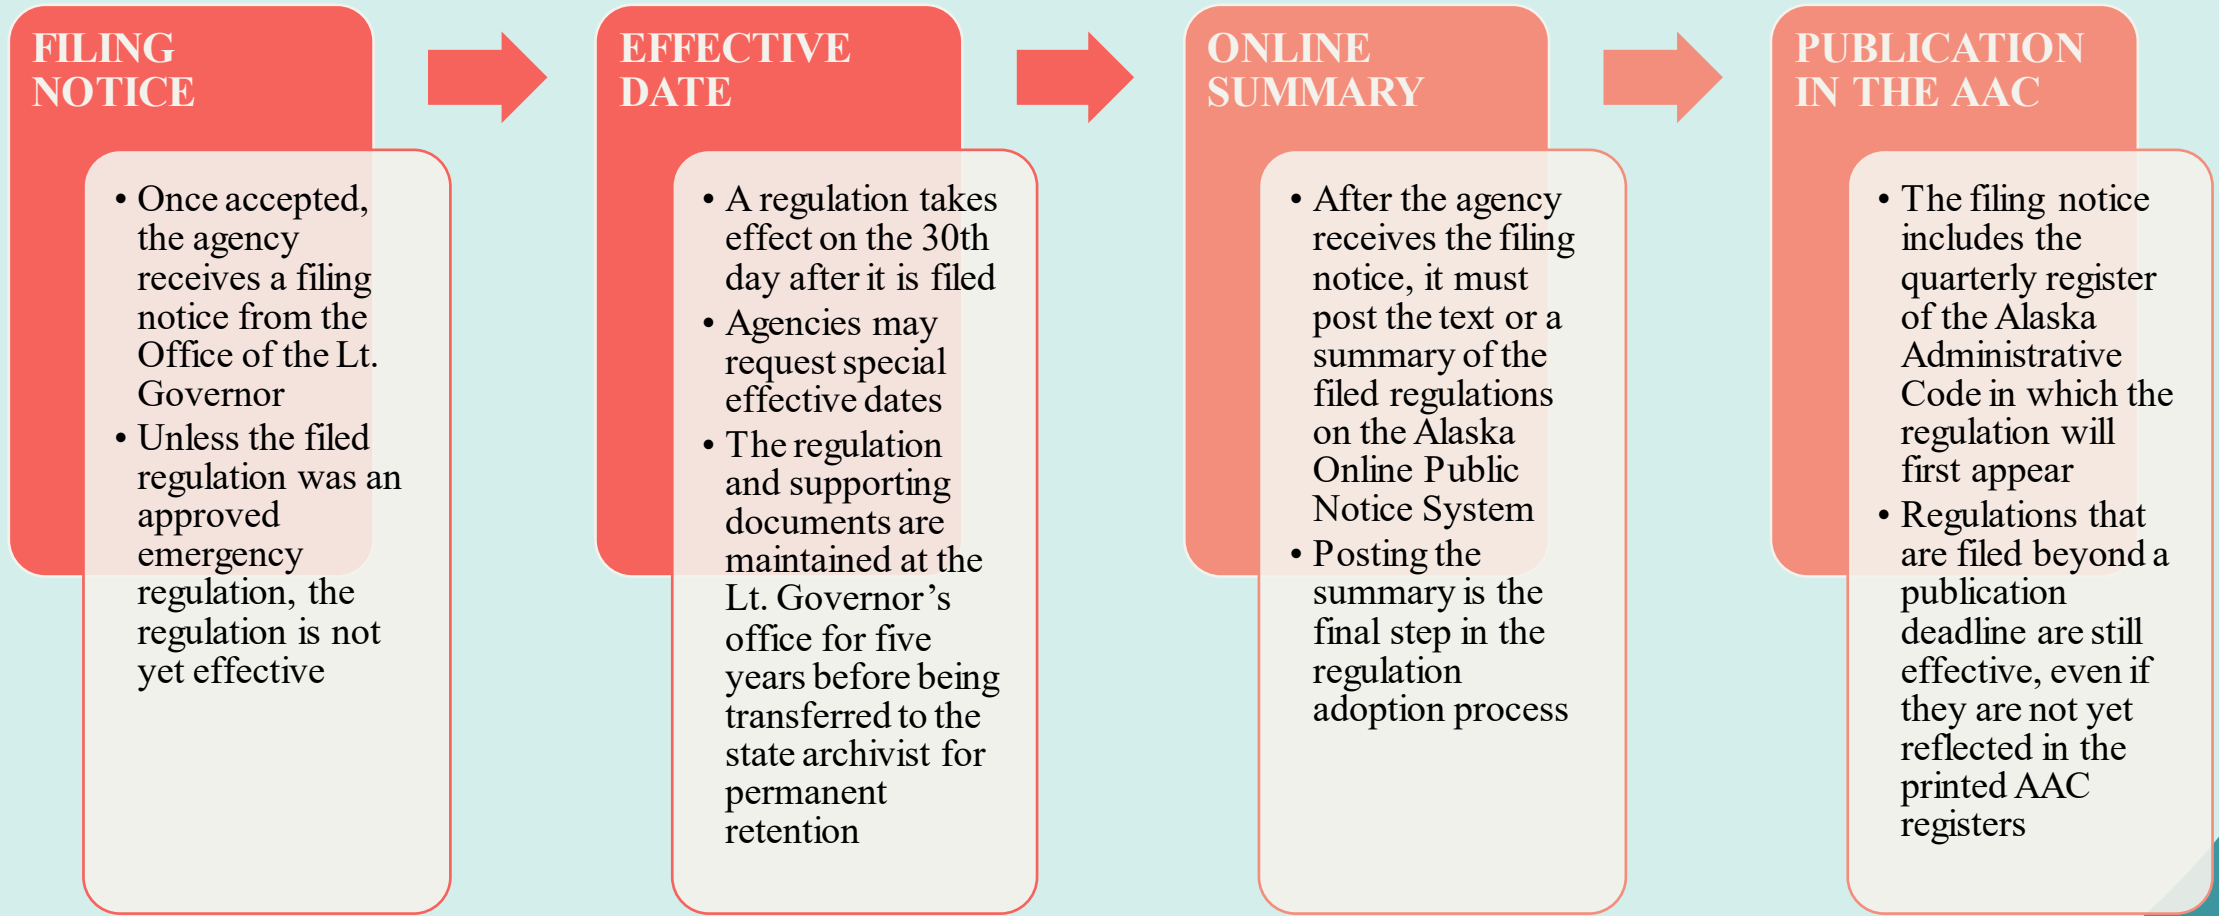 FILING
NOTICE
• Once accepted,
the agency
receives a filing
notice from the
Office of the Lt.
Governor
• Unless the filed
regulation was an
approved
emergency
regulation, the
regulation is not
yet effective
EFFECTIVE
DATE
• A regulation takes
effect on the 30th
day after it is filed
• Agencies may
request special
effective dates
• The regulation
and supporting
documents are
maintained at the
Lt. Governor’s
office for five
years before being
transferred to the
state archivist for
permanent
retention
ONLINE
SUMMARY
• After the agency
receives the filing
notice, it must
post the text or a
summary of the
filed regulations
on the Alaska
Online Public
Notice System
• Posting the
summary is the
final step in the
regulation
adoption process
PUBLICATION
IN THE AAC
• The filing notice
includes the
quarterly register
of the Alaska
Administrative
Code in which the
regulation will
first appear
• Regulations that
are filed beyond a
publication
deadline are still
effective, even if
they are not yet
reflected in the
printed AAC
registers